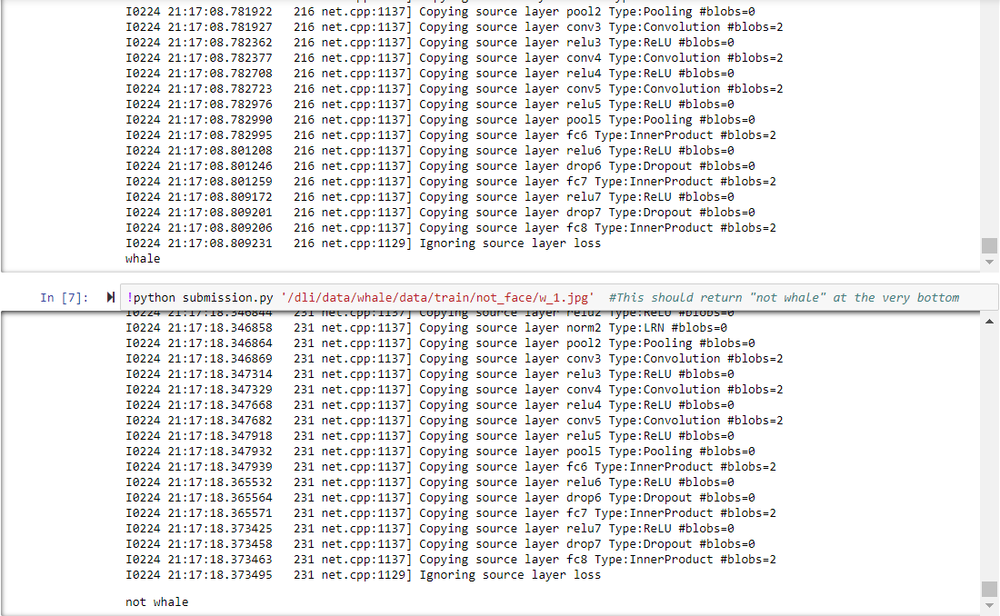 I0224 21:17:08.781922   216 net.cpp:1137] Copying source layer pool2 Type:Pooling #blobs=0
I0224 21:17:08.781927   216 net.cpp:1137] Copying source layer conv3 Type:Convolution #blobs=2
I0224 21:17:08.782362   216 net.cpp:1137] Copying source layer relu3 Type:ReLU #blobs=0
I0224 21:17:08.782377   216 net.cpp:1137] Copying source layer conv4 Type:Convolution #blobs=2
I0224 21:17:08.782708   216 net.cpp:1137] Copying source layer relu4 Type:ReLU #blobs=0
I0224 21:17:08.782723   216 net.cpp:1137] Copying source layer conv5 Type:Convolution #blobs=2
I0224 21:17:08.782976   216 net.cpp:1137] Copying source layer relu5 Type:ReLU #blobs=0
I0224 21:17:08.782990   216 net.cpp:1137] Copying source layer pool5 Type:Pooling #blobs=0
I0224 21:17:08.782995   216 net.cpp:1137] Copying source layer fc6 Type:InnerProduct #blobs=2
I0224 21:17:08.801208   216 net.cpp:1137] Copying source layer relu6 Type:ReLU #blobs=0
I0224 21:17:08.801246   216 net.cpp:1137] Copying source layer drop6 Type:Dropout #blobs=0
I0224 21:17:08.801259   216 net.cpp:1137] Copying source layer fc7 Type:InnerProduct #blobs=2
I0224 21:17:08.809172   216 net.cpp:1137] Copying source layer relu7 Type:ReLU #blobs=0
I0224 21:17:08.809201   216 net.cpp:1137] Copying source layer drop7 Type:Dropout #blobs=0
I0224 21:17:08.809206   216 net.cpp:1137] Copying source layer fc8 Type:InnerProduct #blobs=2
I0224 21:17:08.809231   216 net.cpp:1129] Ignoring source layer loss
whale
In [7]: !python submission.py '/dli/data/whale/data/train/not_face/w_1.jpg'  #This should return "not whale" at the very bottom
I0224 21:17:18.346844   231 net.cpp:1137] Copying source layer relu2 Type:ReLU #blobs=0
I0224 21:17:18.346858   231 net.cpp:1137] Copying source layer norm2 Type:LRN #blobs=0
I0224 21:17:18.346864   231 net.cpp:1137] Copying source layer pool2 Type:Pooling #blobs=0
I0224 21:17:18.346869   231 net.cpp:1137] Copying source layer conv3 Type:Convolution #blobs=2
I0224 21:17:18.347314   231 net.cpp:1137] Copying source layer relu3 Type:ReLU #blobs=0
I0224 21:17:18.347329   231 net.cpp:1137] Copying source layer conv4 Type:Convolution #blobs=2
I0224 21:17:18.347668   231 net.cpp:1137] Copying source layer relu4 Type:ReLU #blobs=0
I0224 21:17:18.347682   231 net.cpp:1137] Copying source layer conv5 Type:Convolution #blobs=2
I0224 21:17:18.347918   231 net.cpp:1137] Copying source layer relu5 Type:ReLU #blobs=0
I0224 21:17:18.347932   231 net.cpp:1137] Copying source layer pool5 Type:Pooling #blobs=0
I0224 21:17:18.347939   231 net.cpp:1137] Copying source layer fc6 Type:InnerProduct #blobs=2
I0224 21:17:18.365532   231 net.cpp:1137] Copying source layer relu6 Type:ReLU #blobs=0
I0224 21:17:18.365564   231 net.cpp:1137] Copying source layer drop6 Type:Dropout #blobs=0
I0224 21:17:18.365571   231 net.cpp:1137] Copying source layer fc7 Type:InnerProduct #blobs=2
I0224 21:17:18.373425   231 net.cpp:1137] Copying source layer relu7 Type:ReLU #blobs=0
I0224 21:17:18.373458   231 net.cpp:1137] Copying source layer drop7 Type:Dropout #blobs=0
I0224 21:17:18.373463   231 net.cpp:1137] Copying source layer fc8 Type:InnerProduct #blobs=2
I0224 21:17:18.373495   231 net.cpp:1129] Ignoring source layer loss
not whale